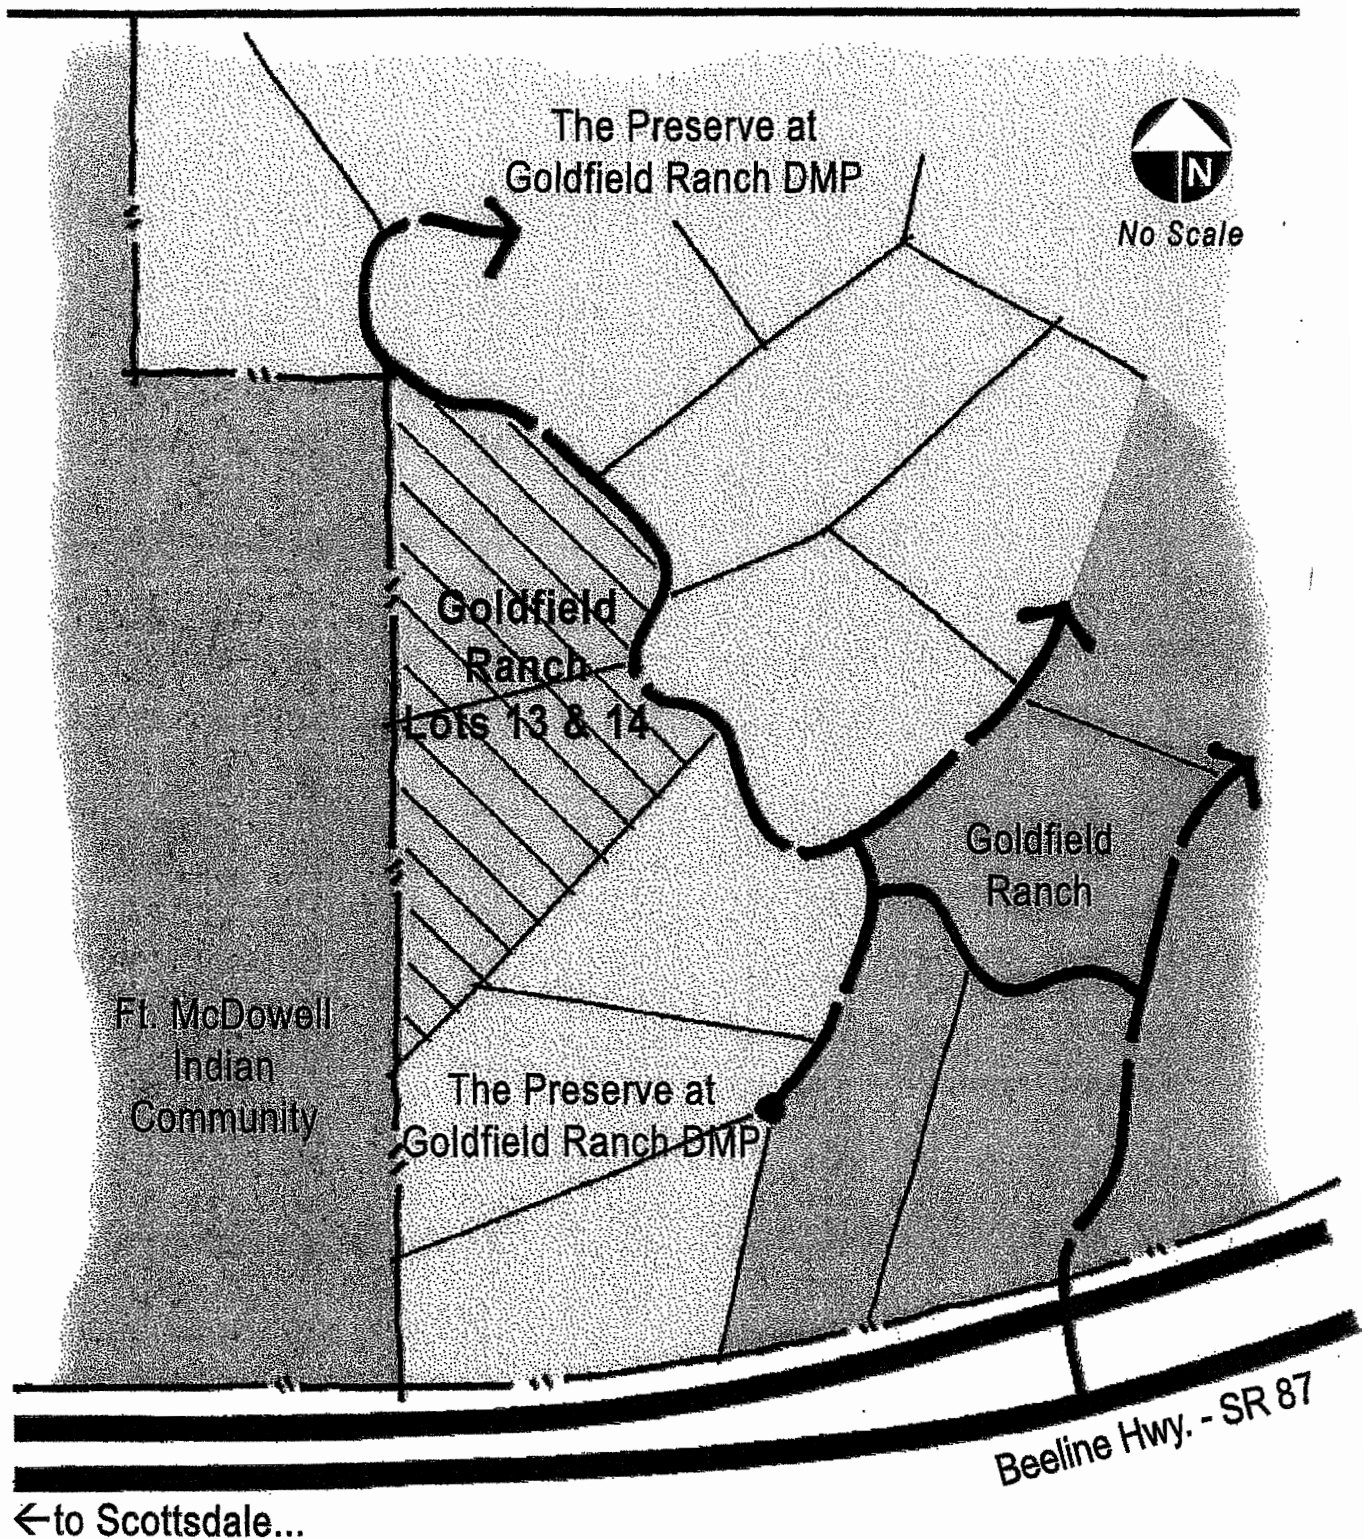 The Preserve at
Goldfield Ranch DMP
N
No Scale
Goldfield
Ranch
Lots 13 & 14
Goldfield
Ranch
Ft. McDowell
Indian
Community
The Preserve at
Goldfield Ranch DMP
Beeline Hwy. - SR 87
←to Scottsdale...